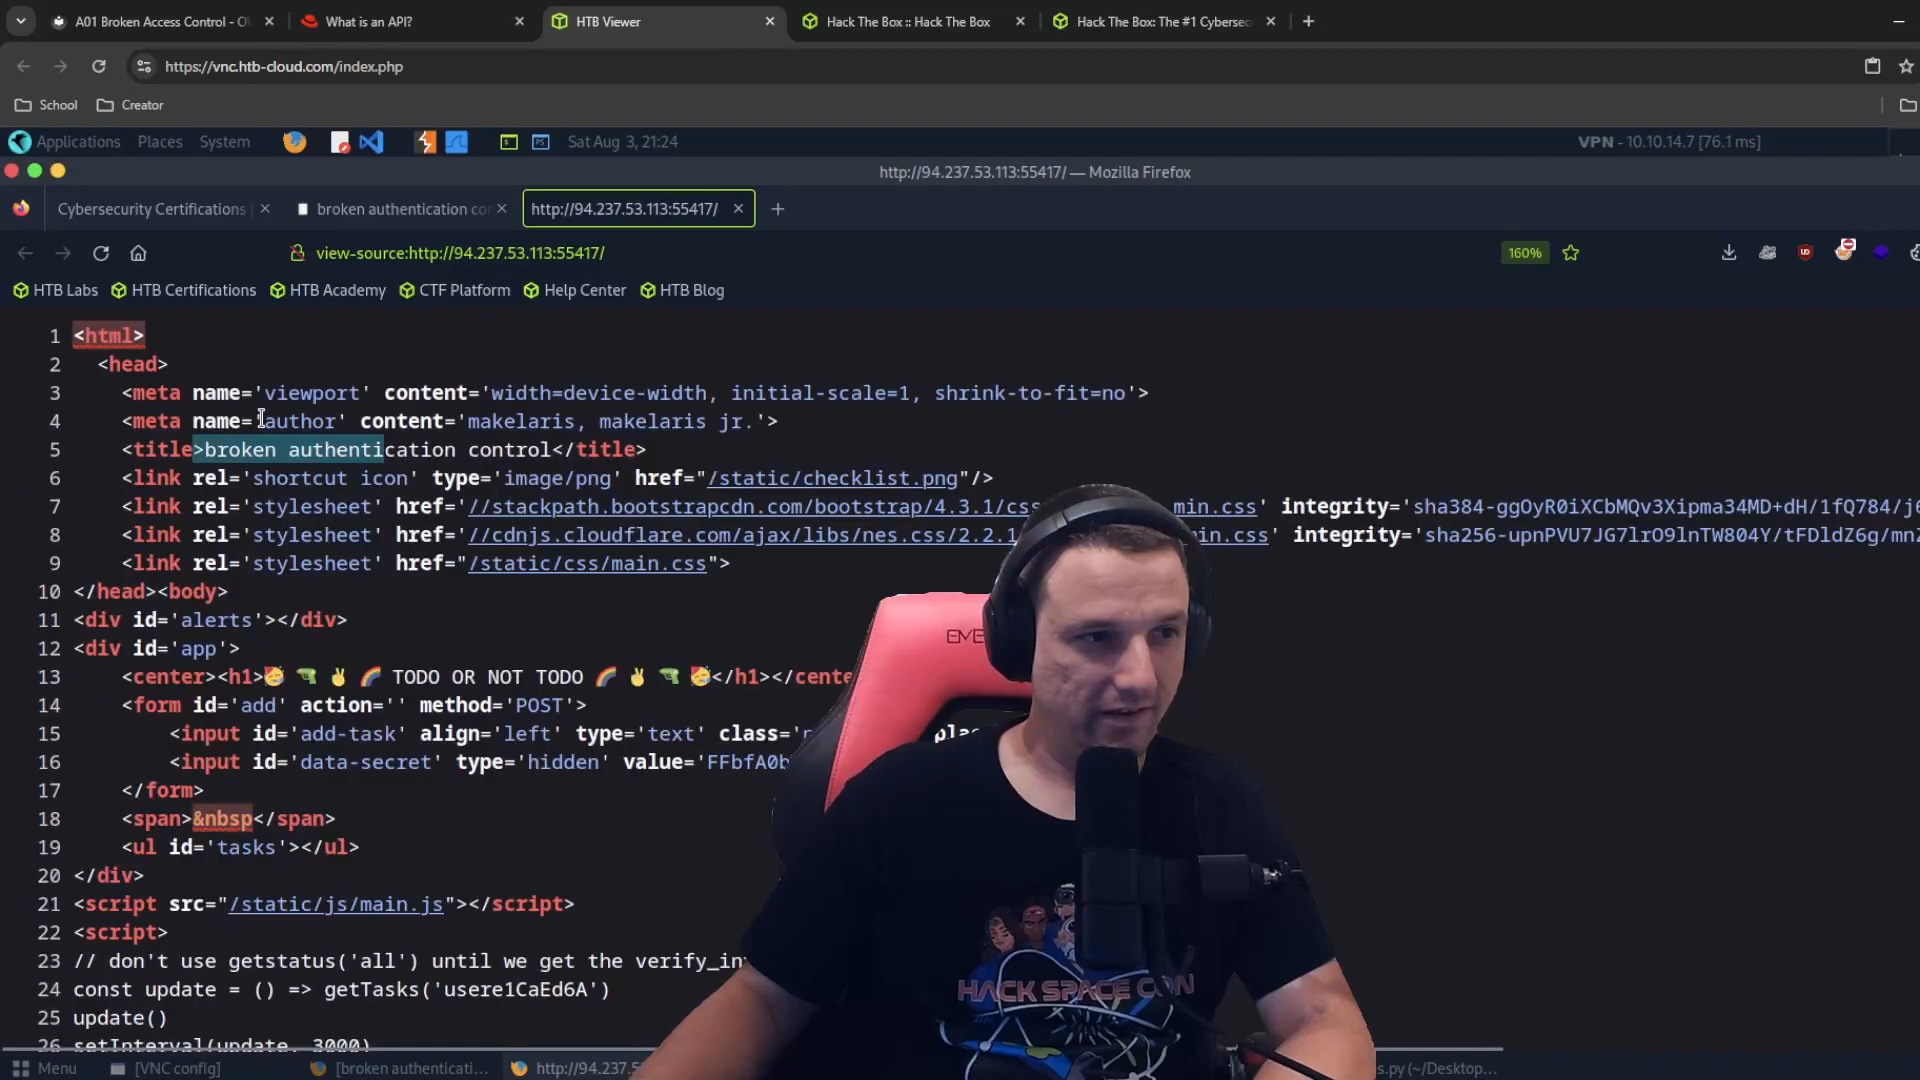 A01 Broken Access Control - O
What is an API?
HTB Viewer
Hack The Box :: Hack The Box
Hack The Box: The #1 Cybersec
https://vnc.htb-cloud.com/index.php
School
Creator
Applications Places System
Sat Aug 3, 21:24
VPN - 10.10.14.7 [76.1 ms]
http://94.237.53.113:55417/ — Mozilla Firefox
Cybersecurity Certifications
broken authentication co
http://94.237.53.113:55417/
view-source:http://94.237.53.113:55417/
160%
HTB Labs
HTB Certifications
HTB Academy
CTF Platform
Help Center
HTB Blog
1 <html>
2 <head>
3 <meta name='viewport' content='width=device-width, initial-scale=1, shrink-to-fit=no'>
4 <meta name='author' content='makelaris, makelaris jr.'>
5 <title>broken authentication control</title>
6 <link rel='shortcut icon' type='image/png' href="/static/checklist.png"/>
7 <link rel='stylesheet' href='//stackpath.bootstrapcdn.com/bootstrap/4.3.1/css min.css' integrity='sha384-ggOyR0iXCbMQv3Xipma34MD+dH/1fQ784/j6
8 <link rel='stylesheet' href='//cdnjs.cloudflare.com/ajax/libs/nes.css/2.2.1 in.css' integrity='sha256-upnPVU7JG7lrO9lnTW804Y/tFDldZ6g/mnZ
9 <link rel='stylesheet' href="/static/css/main.css">
10 </head><body>
11 <div id='alerts'></div>
12 <div id='app'>
13 <center><h1>🥳 🔫 ✌️ 🌈 TODO OR NOT TODO 🌈 ✌️ 🔫 🥳</h1></cente
14 <form id='add' action='' method='POST'>
15 <input id='add-task' align='left' type='text' class='n plac
16 <input id='data-secret' type='hidden' value='FFbfA0b
17 </form>
18 <span>&nbsp</span>
19 <ul id='tasks'></ul>
20 </div>
21 <script src="/static/js/main.js"></script>
22 <script>
23 // don't use getstatus('all') until we get the verify_in
24 const update = () => getTasks('usere1CaEd6A')
25 update()
26 setInterval(update, 3000)
HACK SPACE CON
Menu
[VNC config]
[broken authenticati...
http://94.237.5
s.py (~/Desktop...